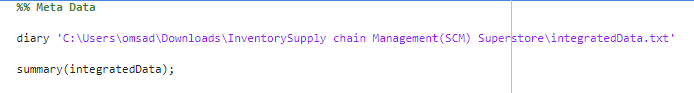 %% Meta Data
diary 'C:\Users\omsad\Downloads\InventorySupply chain Management(SCM) Superstore\integratedData.txt'
summary(integratedData);